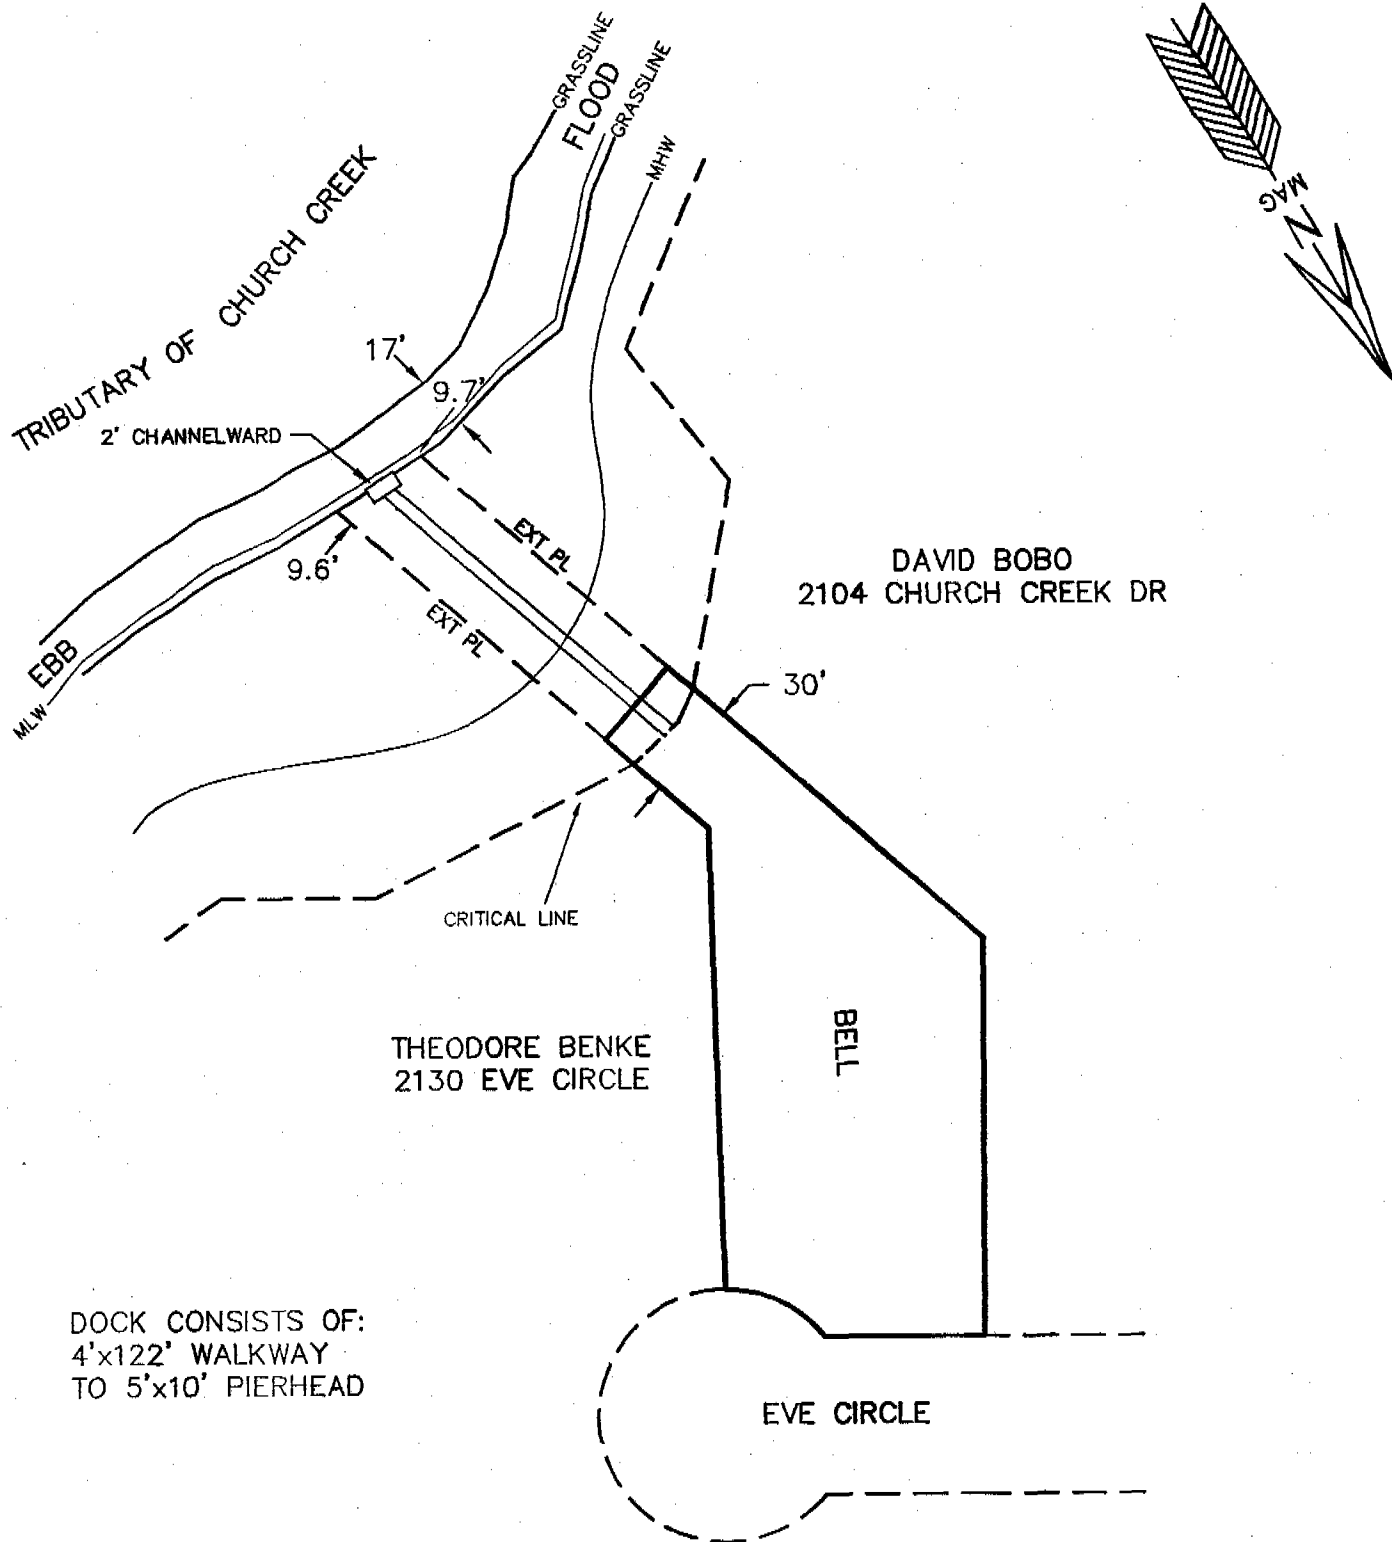 GRASSLINE
FLOOD
GRASSLINE
MHW
MAG
N
TRIBUTARY OF CHURCH CREEK
17'
9.7'
2' CHANNELWARD
EXT PL
9.6'
EXT PL
DAVID BOBO
2104 CHURCH CREEK DR
EBB
MLW
30'
CRITICAL LINE
BELL
THEODORE BENKE
2130 EVE CIRCLE
DOCK CONSISTS OF:
4'x122' WALKWAY
TO 5'x10' PIERHEAD
EVE CIRCLE